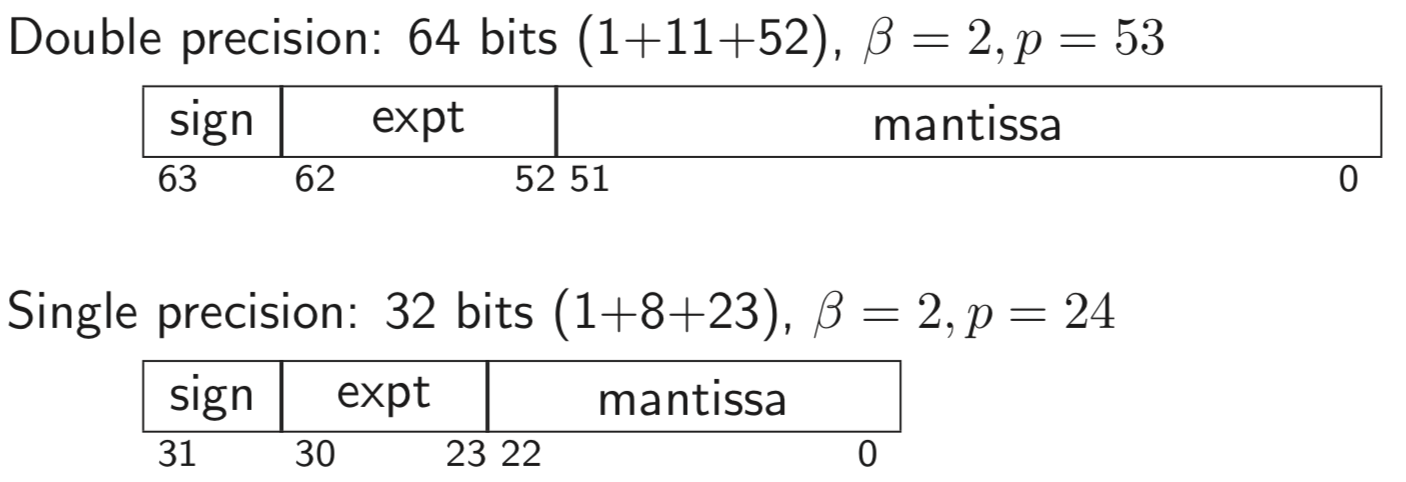 Double precision: 64 bits (1+11+52), β = 2, p = 53
sign expt mantissa
63 62 52 51 0
Single precision: 32 bits (1+8+23), β = 2, p = 24
sign expt mantissa
31 30 23 22 0